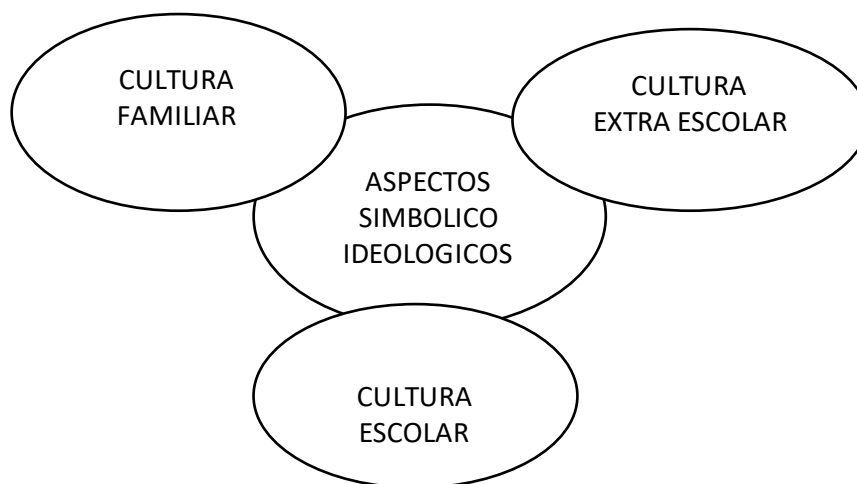 CULTURA
FAMILIAR
CULTURA
EXTRA ESCOLAR
ASPECTOS
SIMBOLICO
IDEOLOGICOS
CULTURA
ESCOLAR